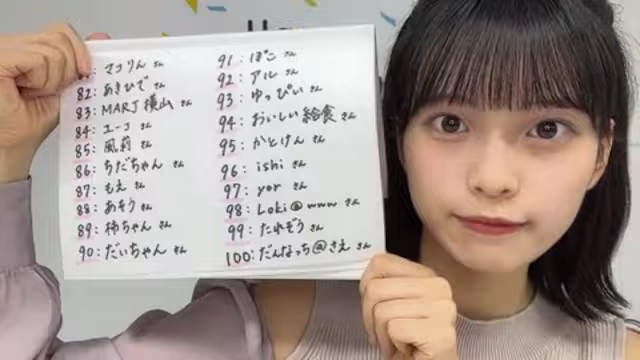 : マコりん さん
82: あきひで さん
83: MARJ 横山 さん
84: ユーコ さん
85: 風莉 さん
86: ちだちゃん さん
87: もえ さん
88: あそう さん
89: 柿ちゃん さん
90: だいちゃん さん
91: ぽこ さん
92: アル さん
93: ゆっぴぃ さん
94: おいしい給食 さん
95: かとけん さん
96: ishi さん
97: yor さん
98: Loki@www さん
99: たれぞう さん
100: だんなっち@さえ さん